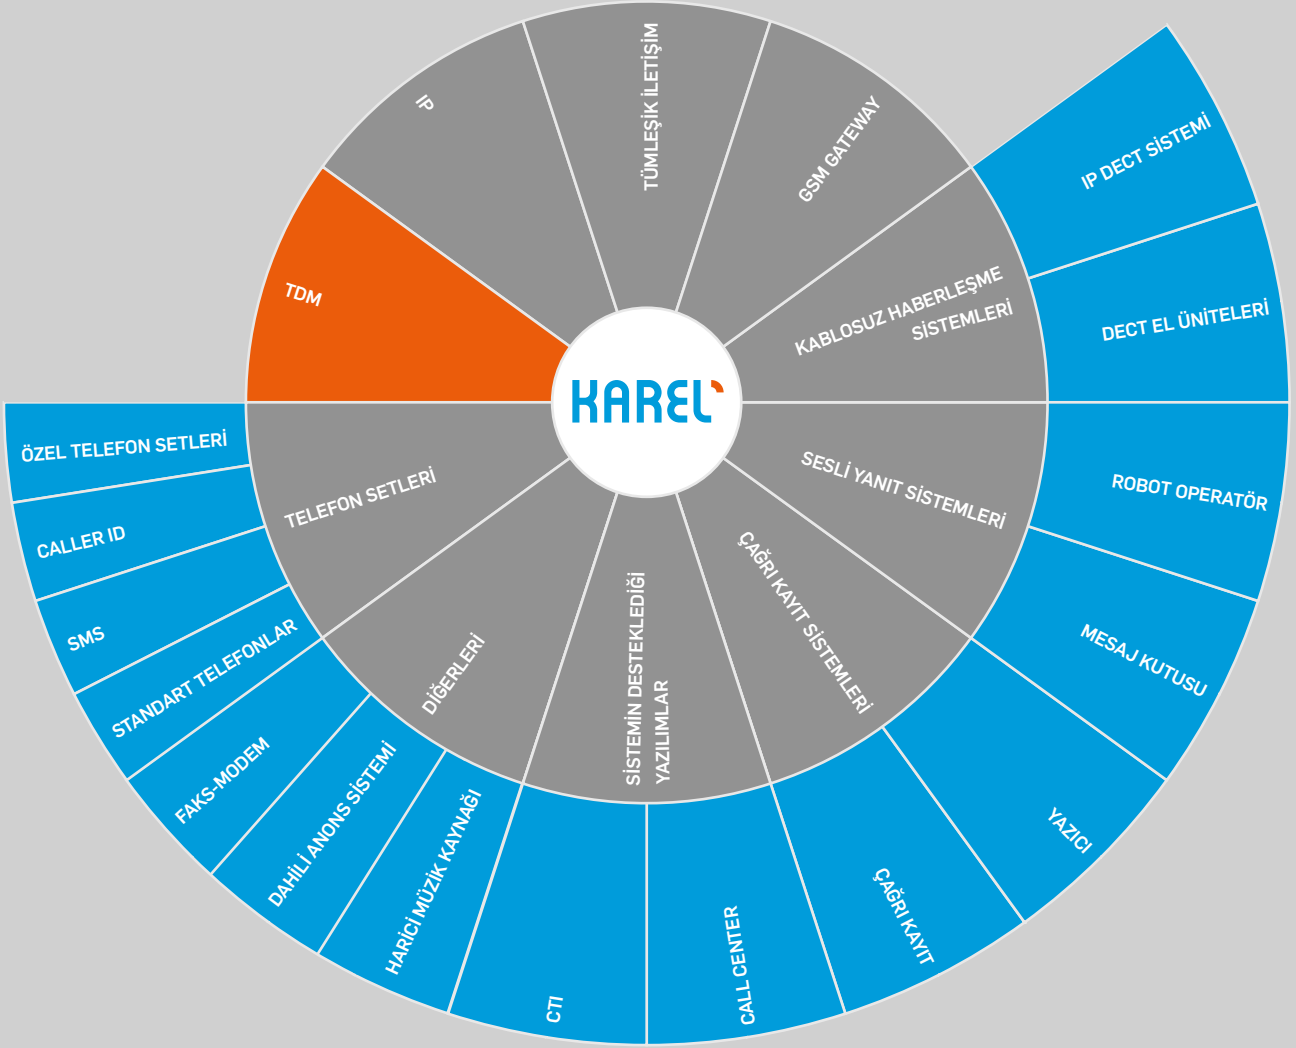 TÜMLEŞİK İLETİŞİM
GSM GATEWAY
KABLOSUZ HABERLEŞME
SİSTEMLERİ
IP DECT SİSTEMİ
DECT EL ÜNİTELERİ
SESLİ YANIT SİSTEMLERİ
ROBOT OPERATÖR
MESAJ KUTUSU
ÇAĞRI KAYIT SİSTEMLERİ
YAZICI
ÇAĞRI KAYIT
SİSTEMİN DESTEKLEDİĞİ
YAZILIMLAR
CALL CENTER
CTI
DİĞERLERİ
HARİCİ MÜZİK KAYNAĞI
DAHİLİ ANONS SİSTEMİ
FAKS-MODEM
TELEFON SETLERİ
STANDART TELEFONLAR
SMS
CALLER ID
ÖZEL TELEFON SETLERİ
TDM
IP
KAREL